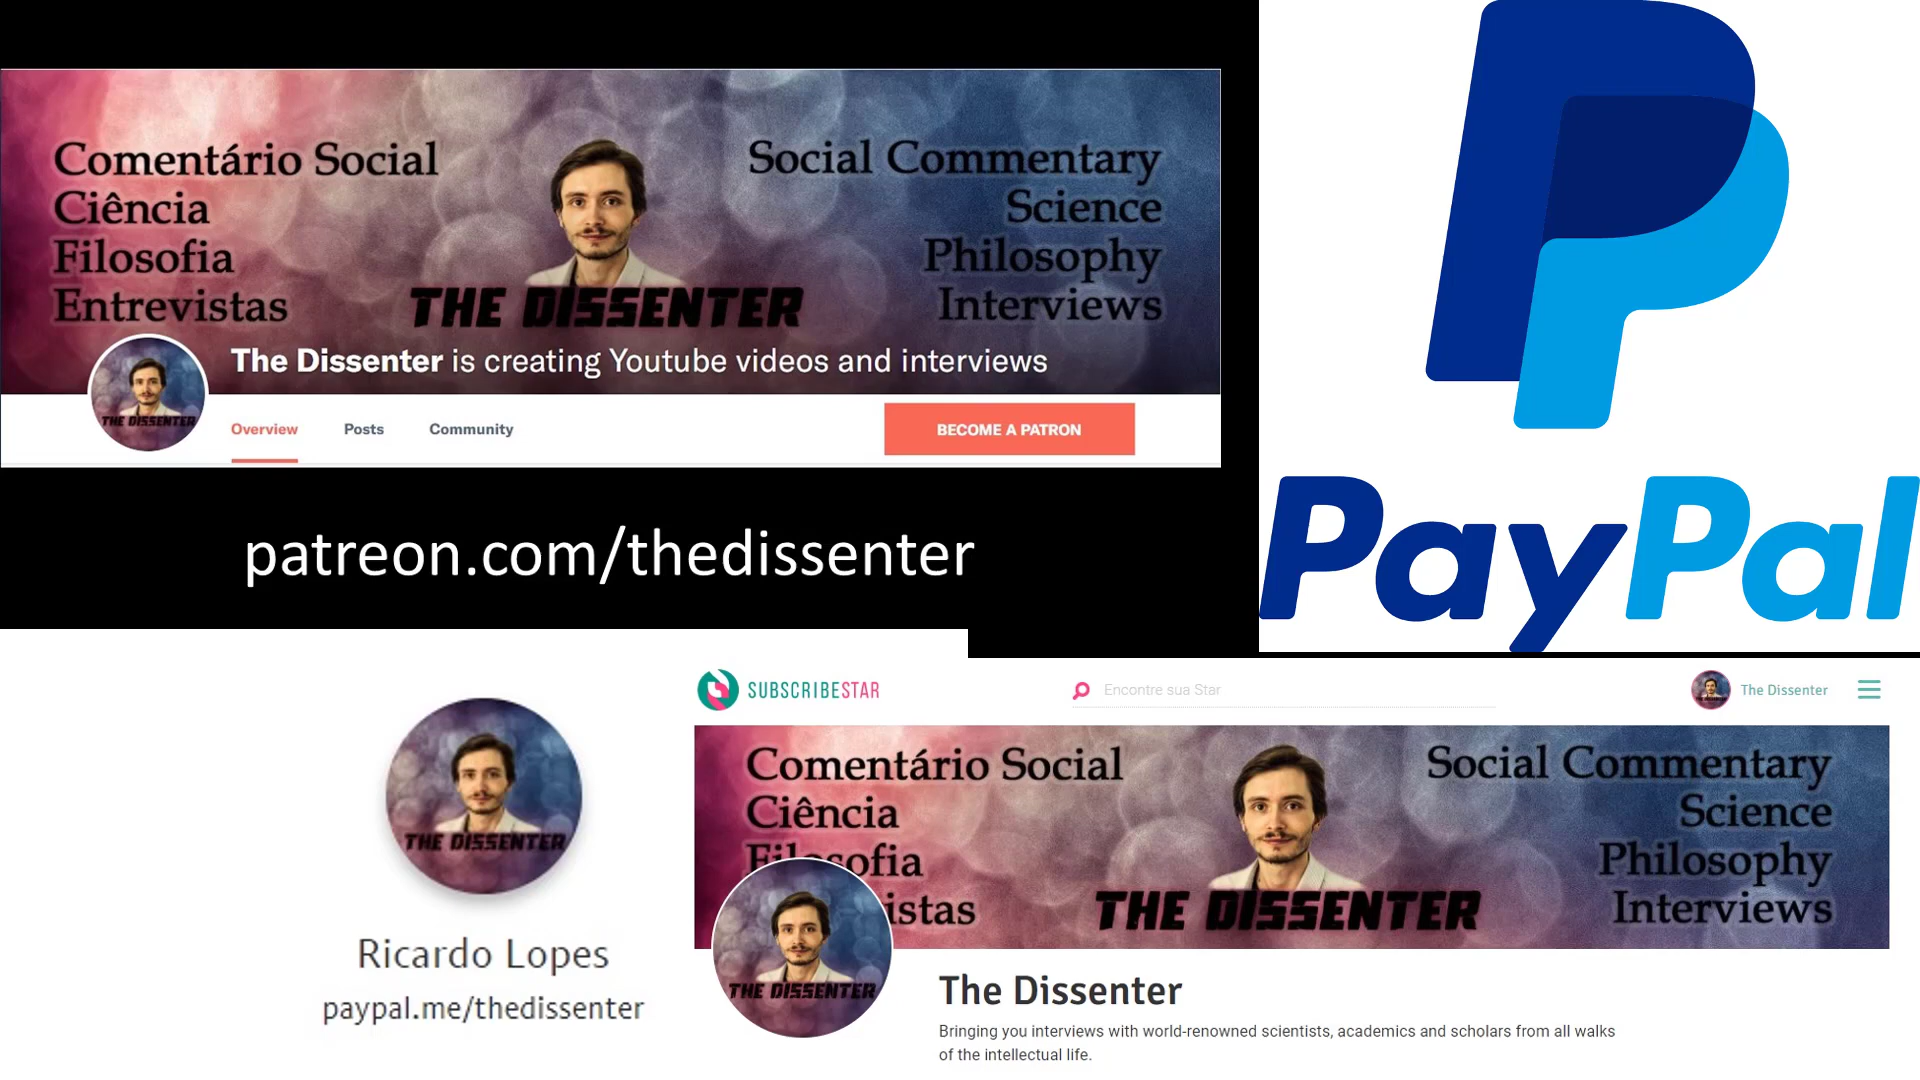 Comentário Social
Ciência
Filosofia
Entrevistas
Social Commentary
Science
Philosophy
Interviews
THE DISSENTER
The Dissenter is creating Youtube videos and interviews
THE DISSENTER
Overview Posts Community
BECOME A PATRON
patreon.com/thedissenter
PayPal
THE DISSENTER
Ricardo Lopes
paypal.me/thedissenter
SUBSCRIBESTAR
Encontre sua Star
The Dissenter
Comentário Social
Ciência
Filosofia
istas
Social Commentary
Science
Philosophy
Interviews
THE DISSENTER
THE DISSENTER
The Dissenter
Bringing you interviews with world-renowned scientists, academics and scholars from all walks
of the intellectual life.